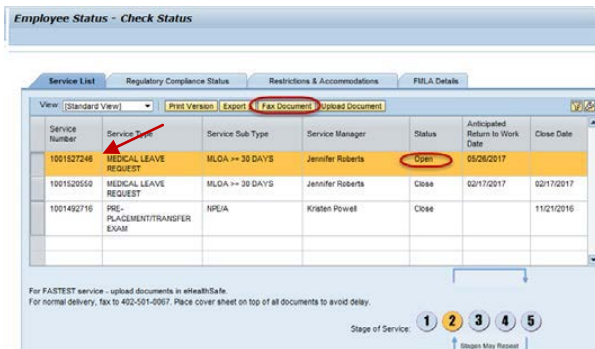 Employee Status - Check Status
Service List Regulatory Compliance Status Restrictions & Accommodations FMLA Details
View: [Standard View] Print Version Export Fax Document Upload Document
Service Number Service Type Service Sub Type Service Manager Status Anticipated Return to Work Date Close Date
1001527246 MEDICAL LEAVE REQUEST MLOA >= 30 DAYS Jennifer Roberts Open 05/26/2017
1001520550 MEDICAL LEAVE REQUEST MLOA >= 30 DAYS Jennifer Roberts Close 02/17/2017 02/17/2017
1001492716 PRE-PLACEMENT/TRANSFER EXAM NPE/A Kristen Powell Close 11/21/2016
For FASTEST service - upload documents in eHealthSafe.
For normal delivery, fax to 402-501-0067. Place cover sheet on top of all documents to avoid delay.
Stage of Service: 1 2 3 4 5
Stages May Repeat